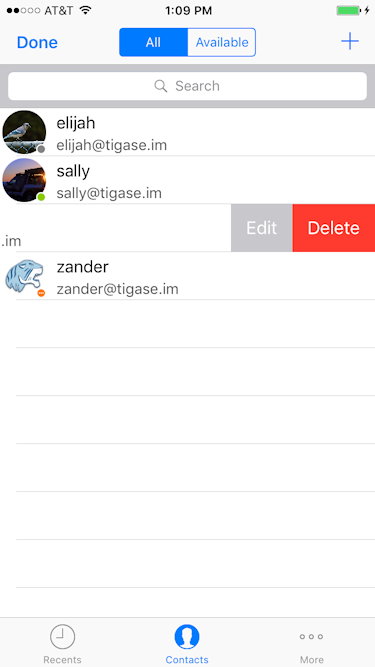 AT&T 1:09 PM
Done All Available +
Search
elijah
elijah@tigase.im
sally
sally@tigase.im
.im Edit Delete
zander
zander@tigase.im
Recents Contacts More